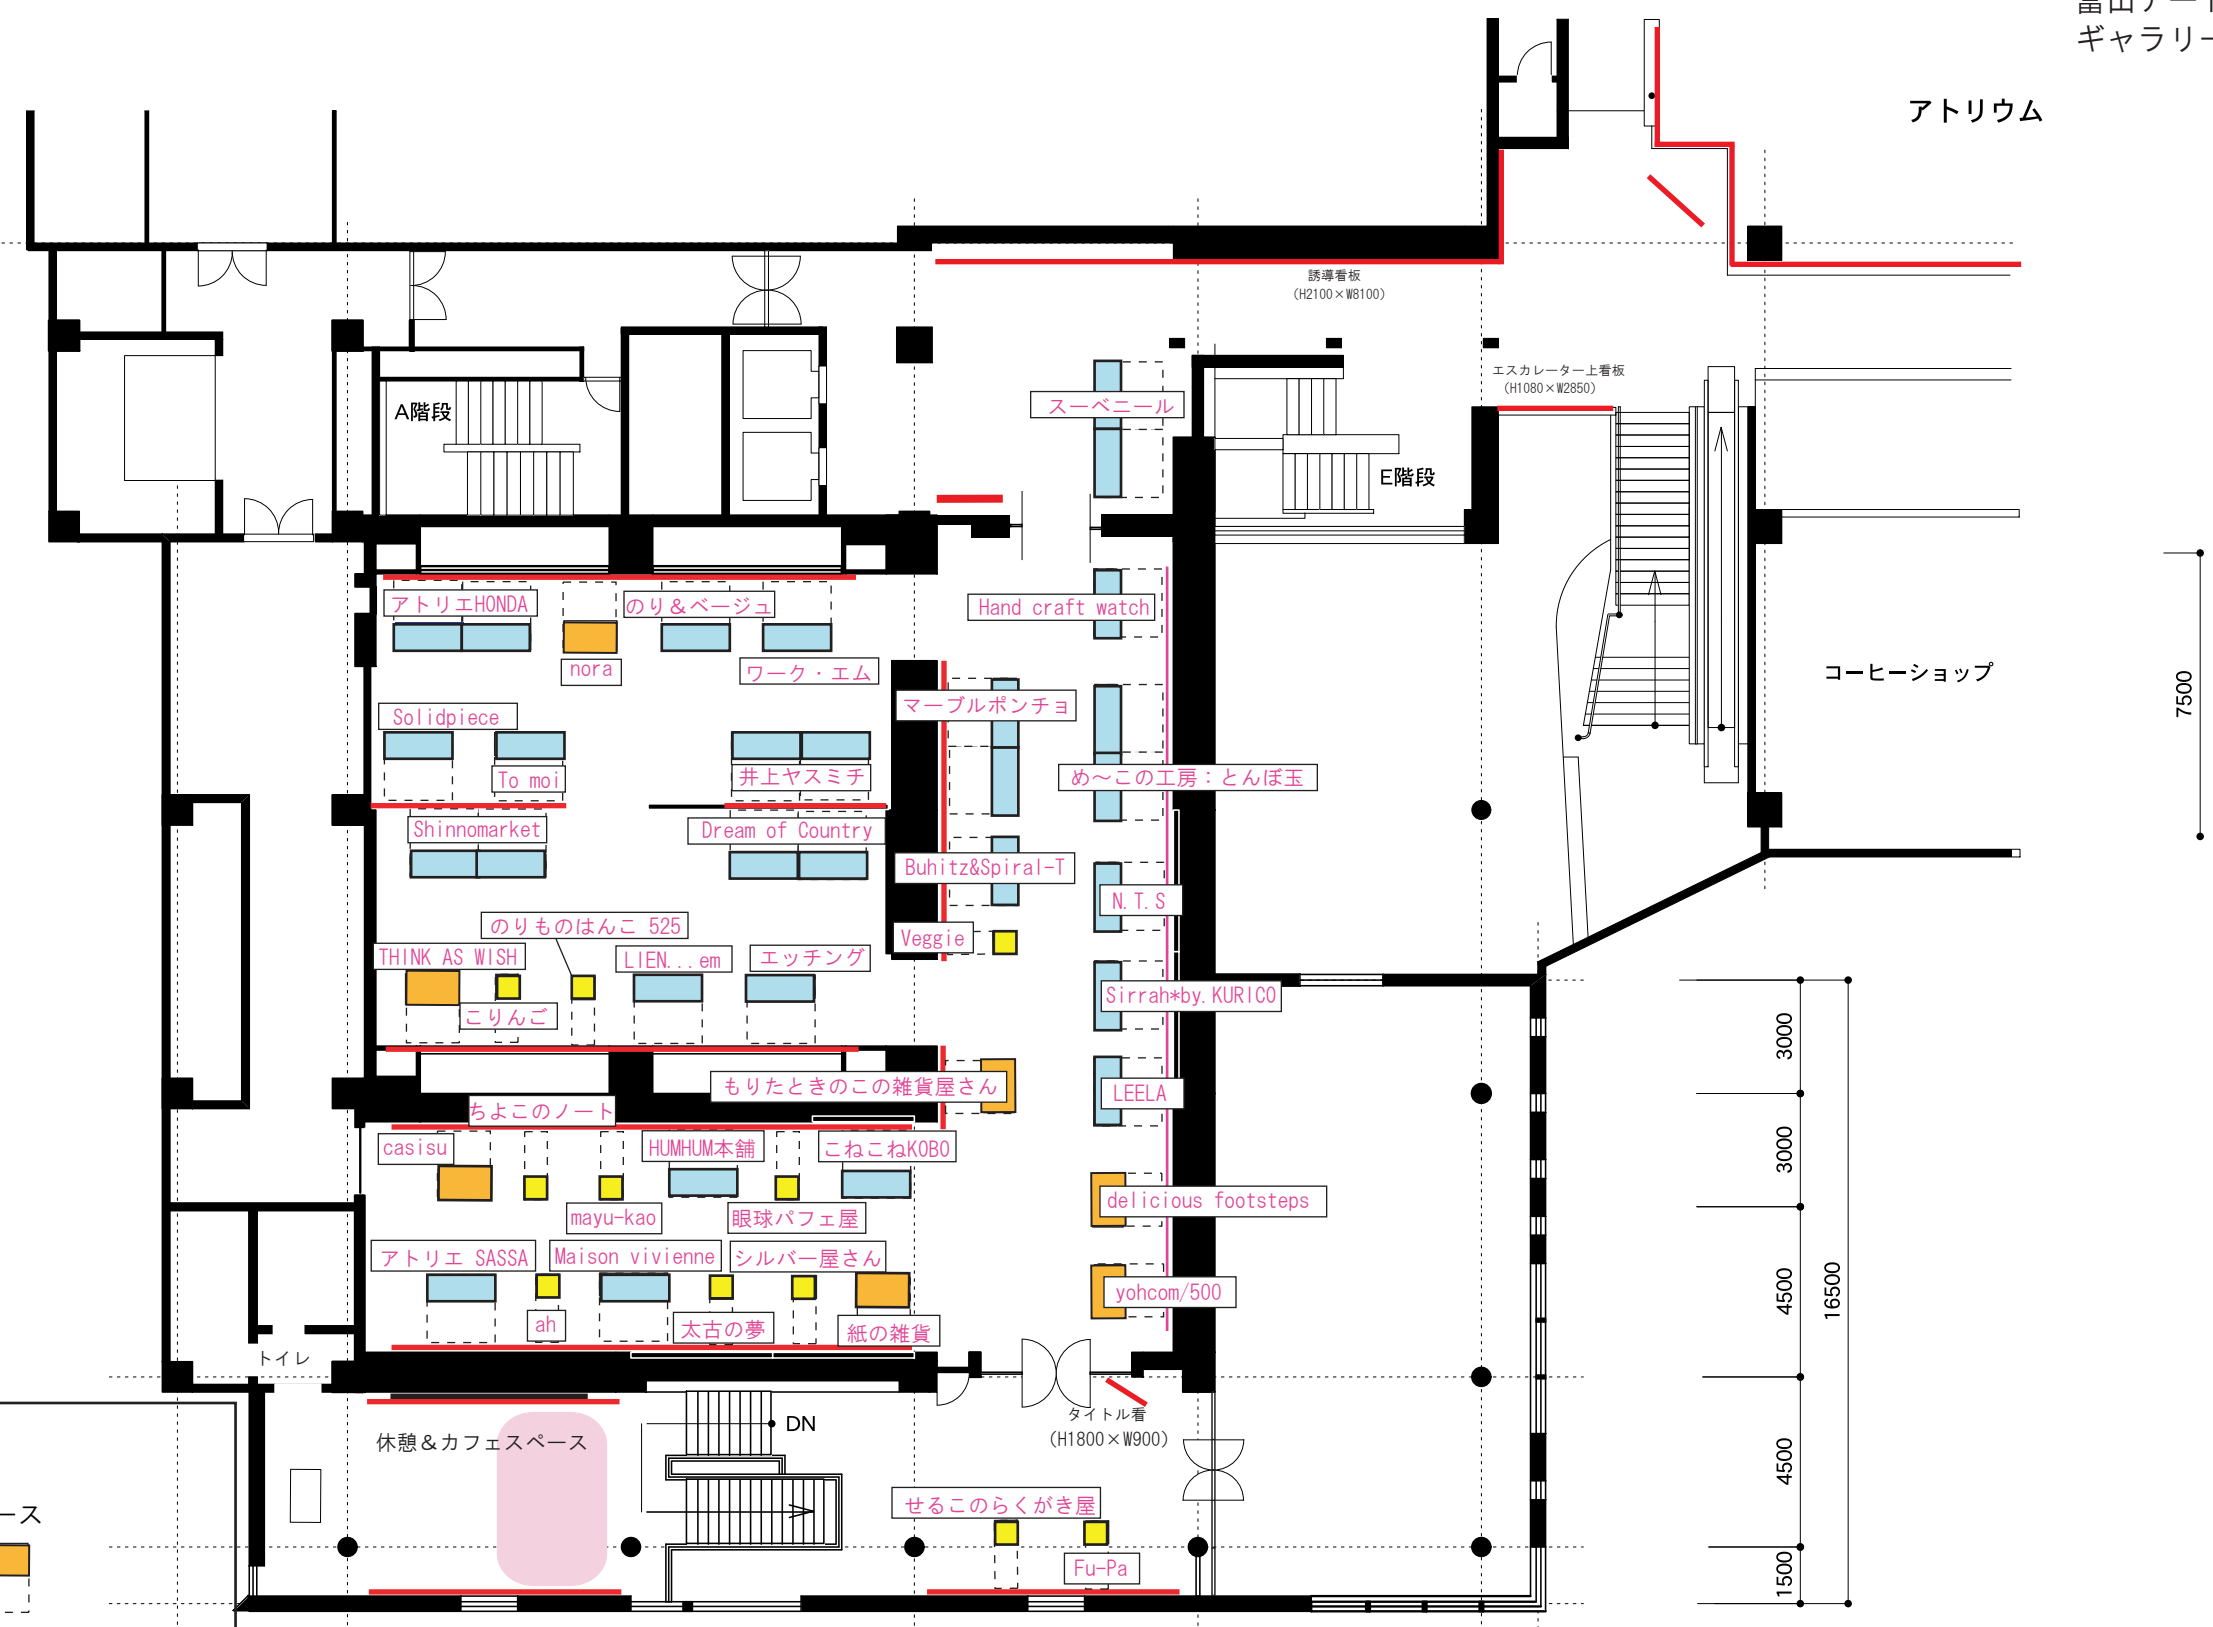 ギャラリー
アトリウム
誘導看板
(H2100×W8100)
エスカレーター上看板
(H1080×W2850)
A階段
スーベニール
E階段
アトリエHONDA
のり＆ベージュ
Hand craft watch
nora
ワーク・エム
コーヒーショップ
7500
マーブルポンチョ
Solidpiece
To moi
井上ヤスミチ
め～この工房：とんぼ玉
Shinnomarket
Dream of Country
Buhitz&Spiral-T
N.T.S
のりものはんこ 525
Veggie
THINK AS WISH
LIEN...em
エッチング
こりんご
Sirrah*by.KURICO
3000
もりたときのこの雑貨屋さん
LEELA
ちよこのノート
casisu
HUMHUM本舗
こねこねKOBO
3000
delicious footsteps
mayu-kao
眼球パフェ屋
アトリエ SASSA
Maison vivienne
シルバー屋さん
yohcom/500
4500
16500
ah
太古の夢
紙の雑貨
トイレ
タイトル看
(H1800×W900)
DN
休憩＆カフェスペース
4500
せるこのらくがき屋
ース
Fu-Pa
1500